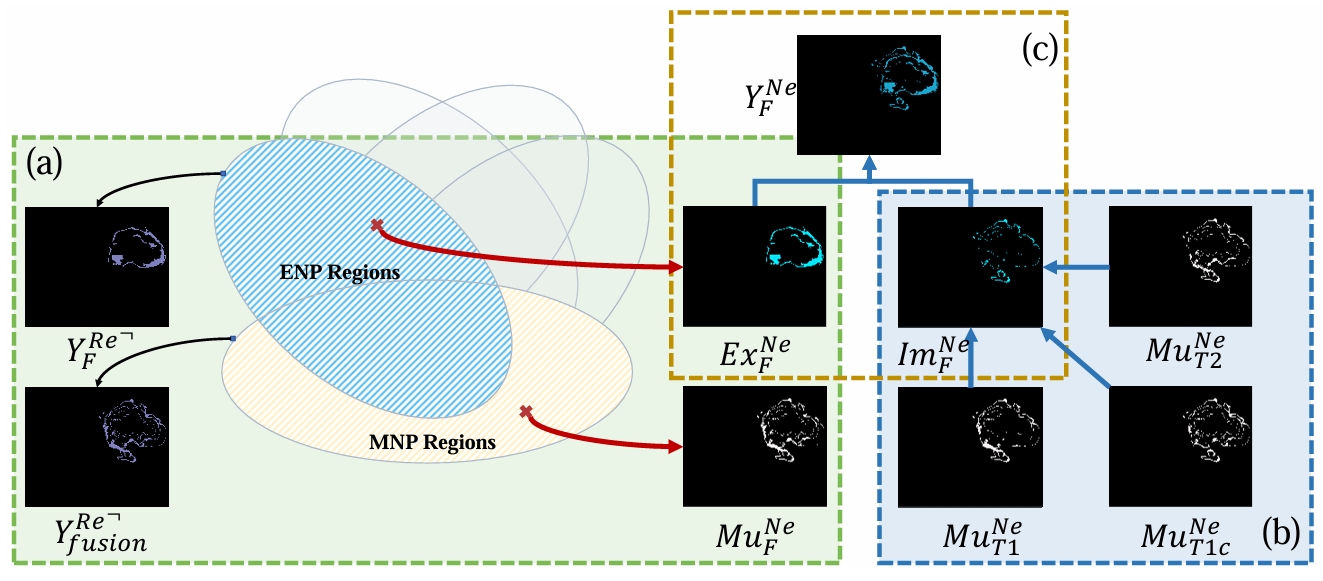 (a)
(c)
$Y_F^{Ne}$
ENP Regions
$Y_F^{Re\neg}$
$Ex_F^{Ne}$
$Im_F^{Ne}$
$Mu_{T2}^{Ne}$
MNP Regions
$Y_{fusion}^{Re\neg}$
$Mu_F^{Ne}$
$Mu_{T1}^{Ne}$
$Mu_{T1c}^{Ne}$
(b)